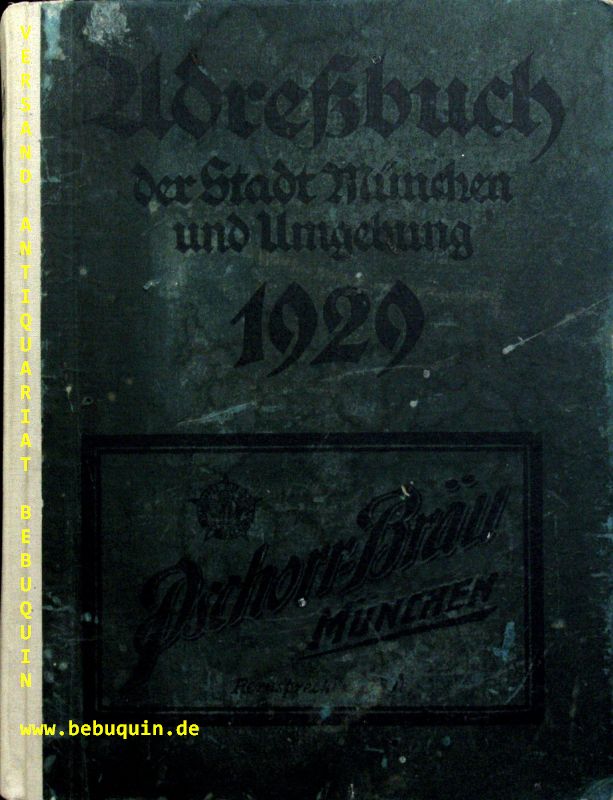 Adreßbuch
der Stadt München
und Umgebung
1929
Pschorr-Bräu
MÜNCHEN
VERSAND ANTIQUARIAT BEBUQUIN
www.bebuquin.de